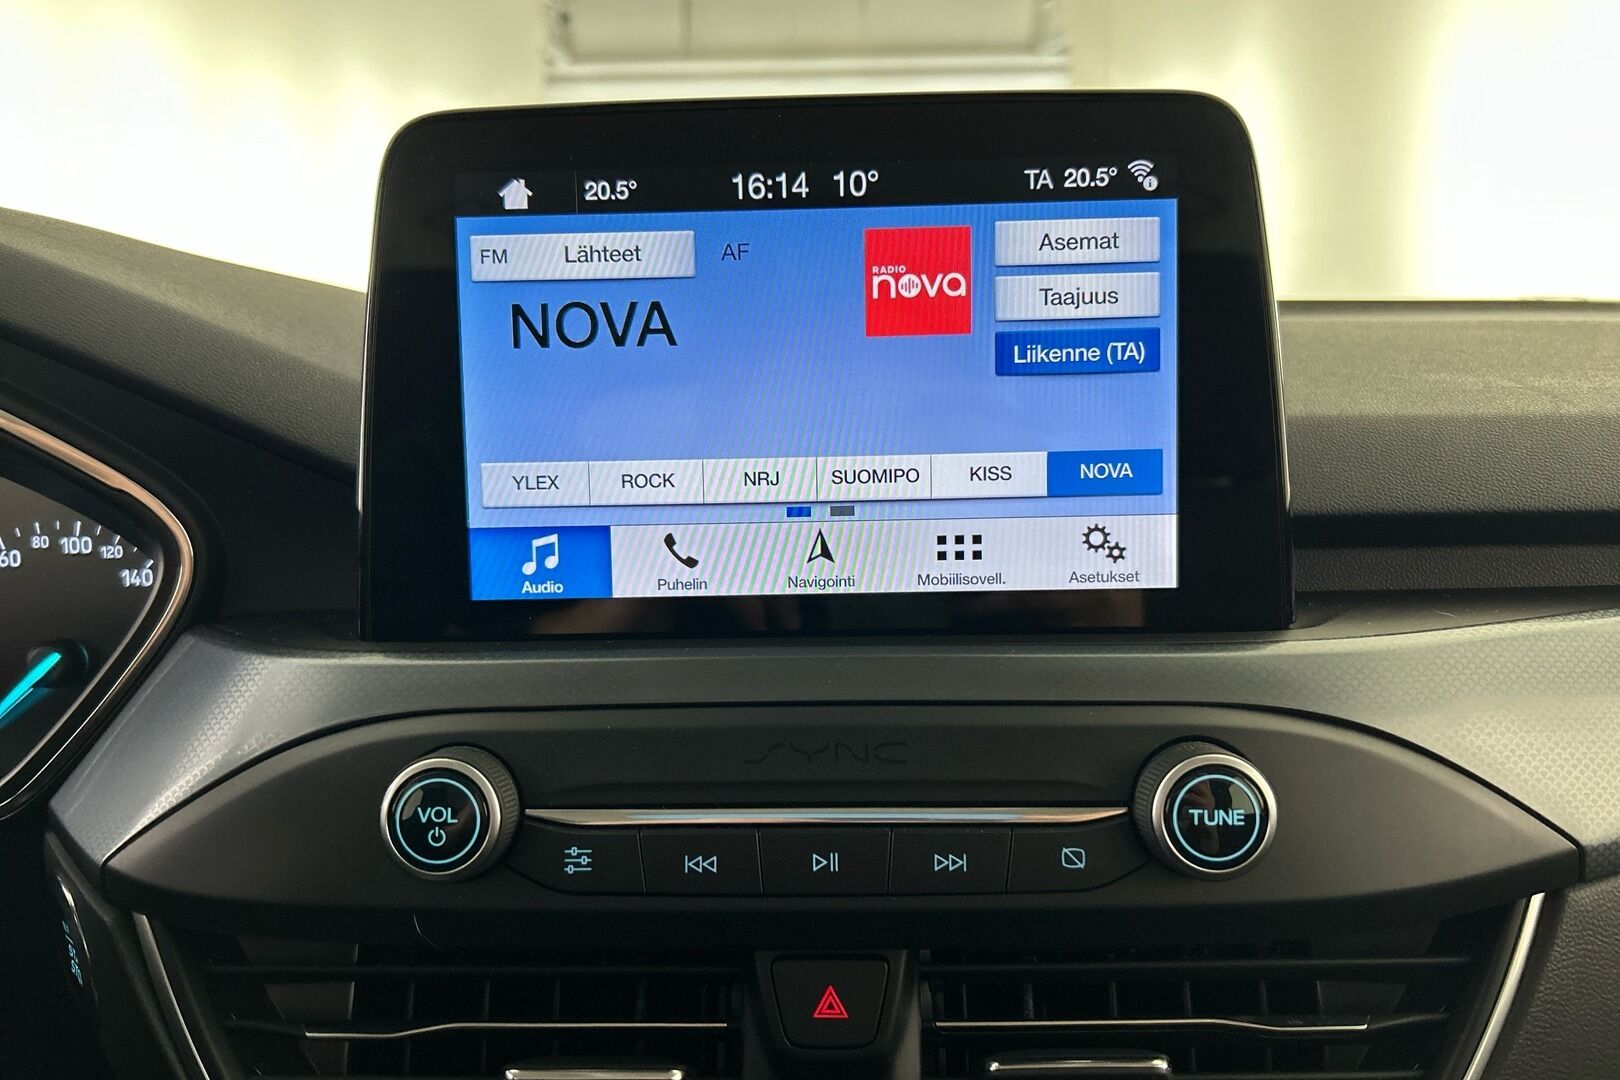 20.5°
16:14 10°
TA 20.5°
FM Lähteet
AF
Asemat
RADIO
nova
Taajuus
NOVA
Liikenne (TA)
YLEX
ROCK
NRJ
SUOMIPO
KISS
NOVA
Audio
Puhelin
Navigointi
Mobiilisovell.
Asetukset
60
80
100
120
140
SYNC
VOL
TUNE